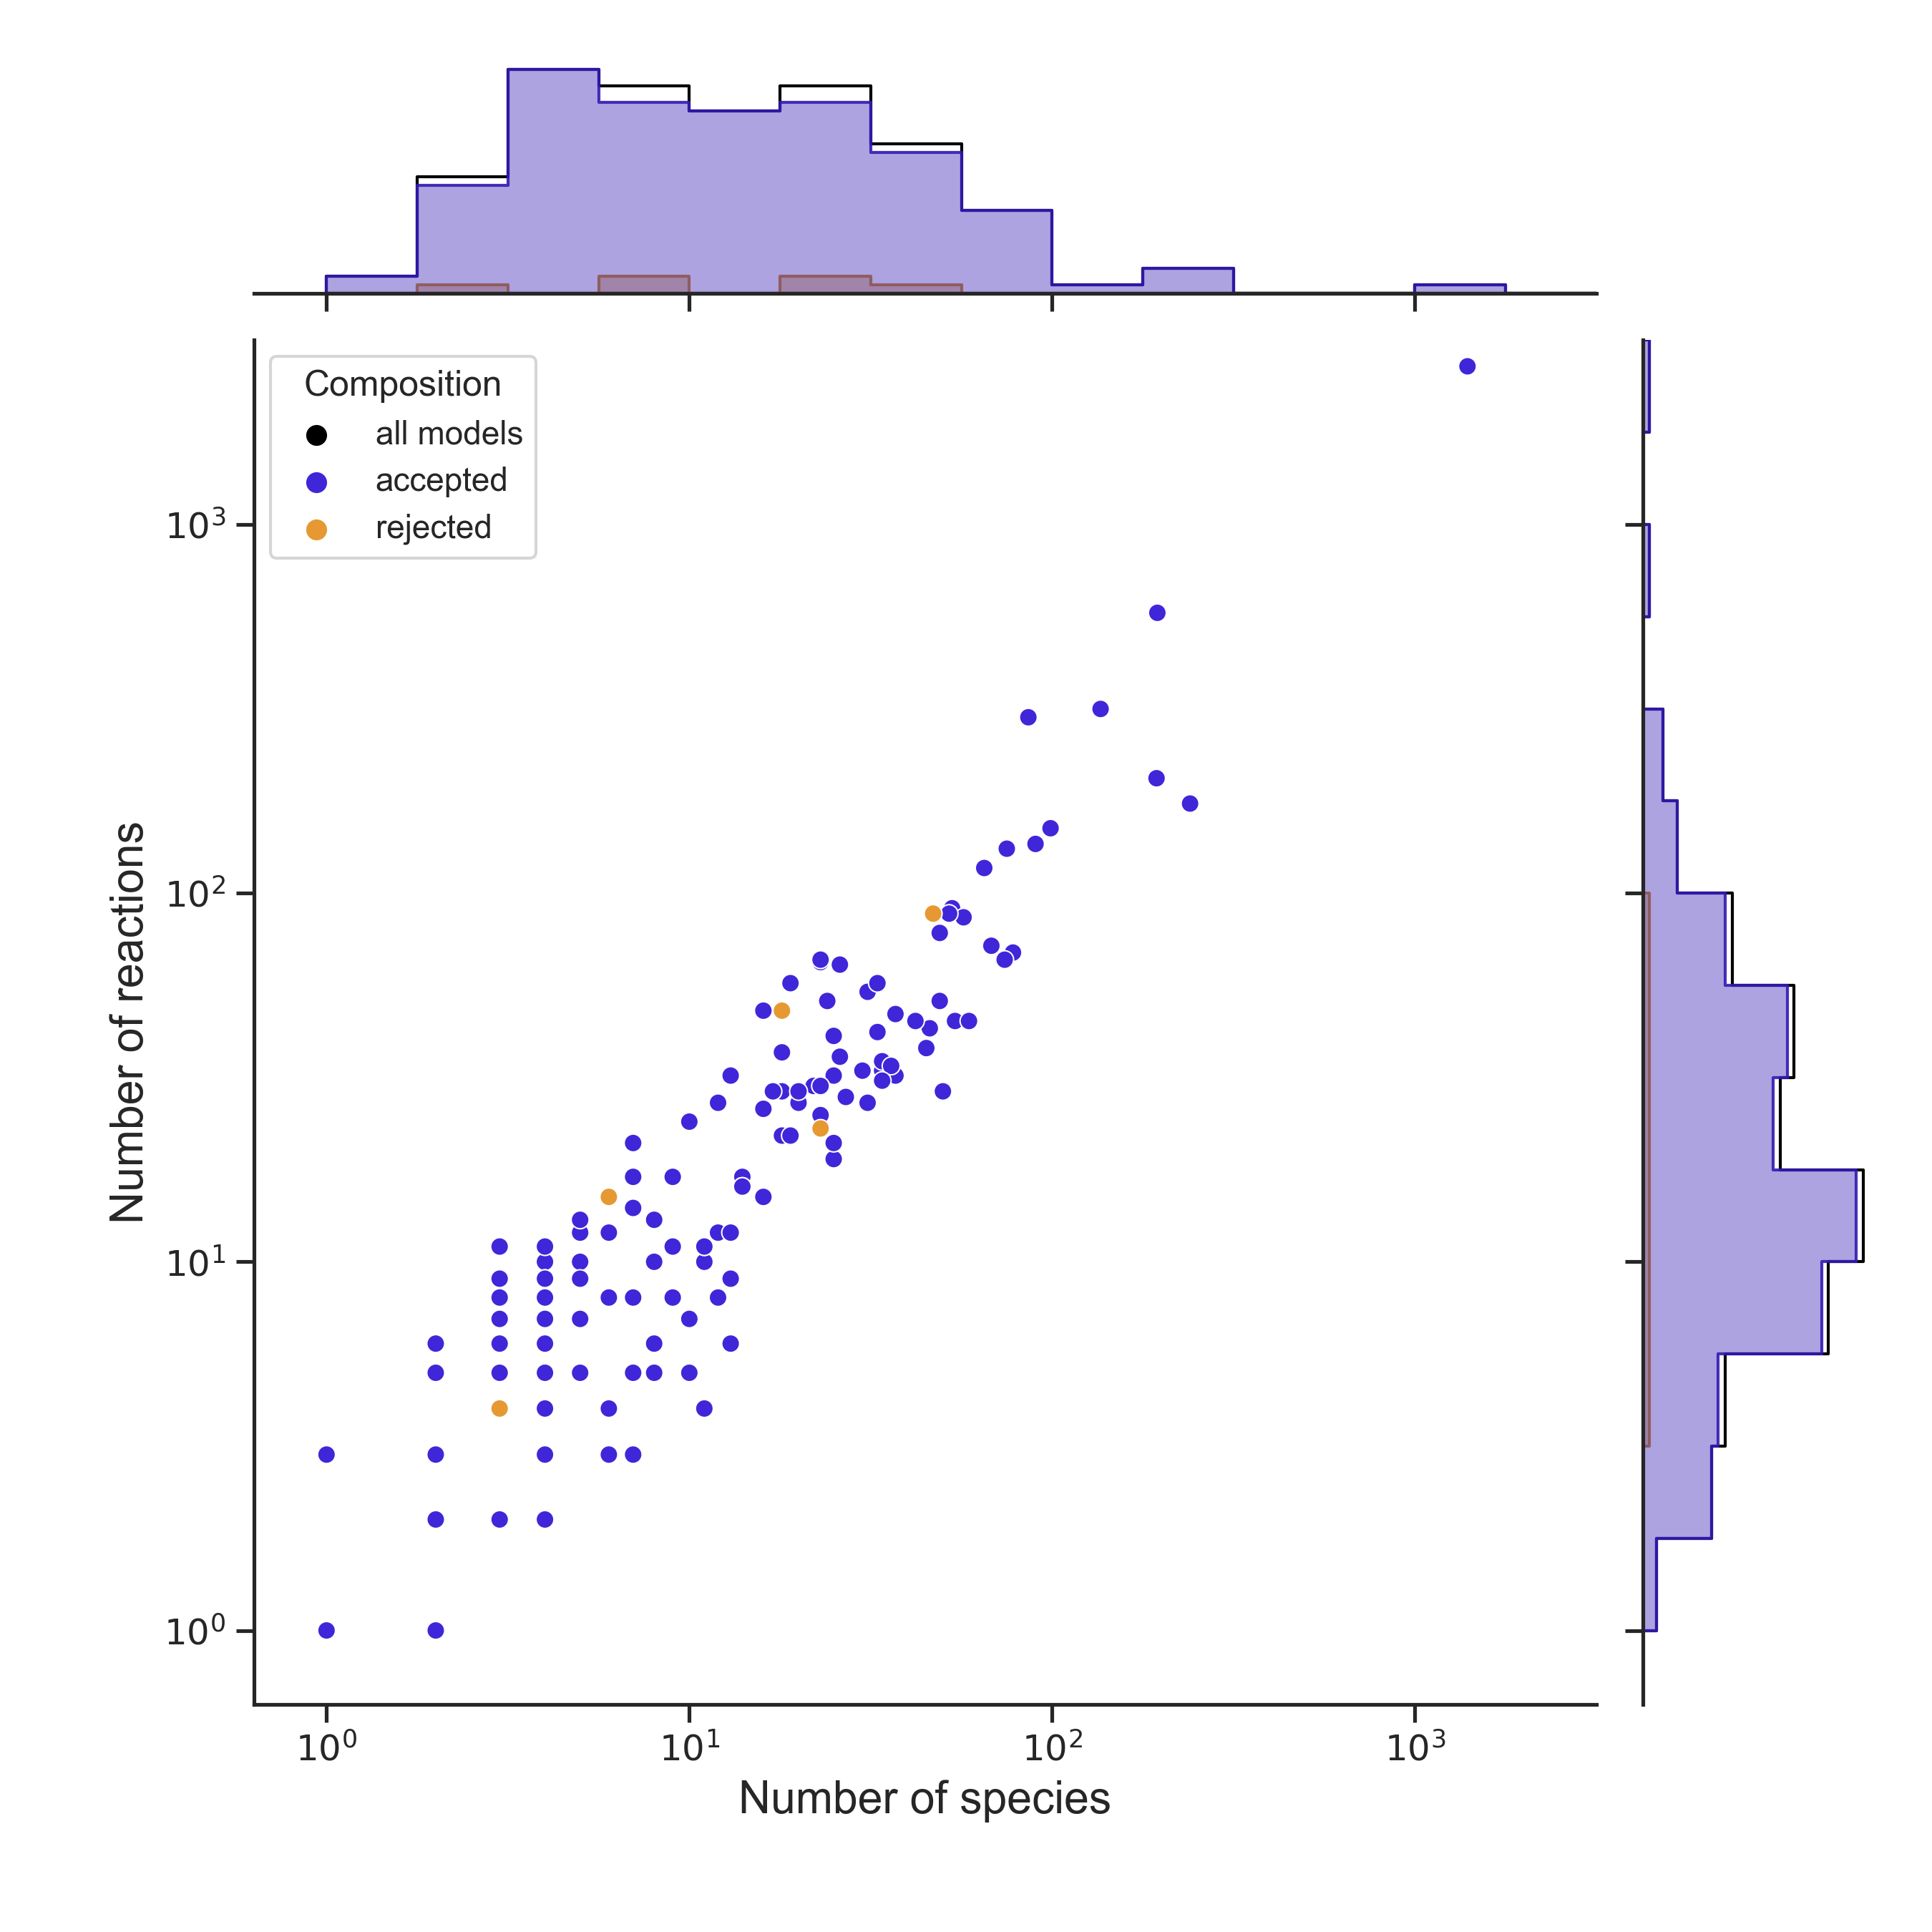 Composition
all models
accepted
rejected
Number of reactions
10³
10²
10¹
10⁰
10⁰ 10¹ 10² 10³
Number of species